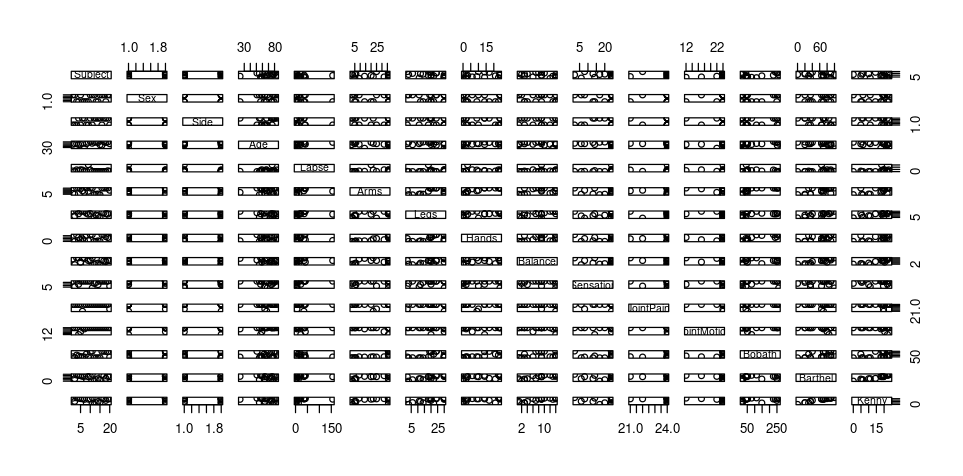 1.0 1.8 30 80 5 25 0 15 5 20 12 22 0 60
Subject 5
1.0 Sex
Side 1.0
30 Age
Lapse 0
5 Arms
Legs 5
0 Hands
Balance 2
5 Sensatio
JointPain 21.0
12 ointMotio
Bobath 50
0 Barthel
Kenny 0
5 20 1.0 1.8 0 150 5 25 2 10 21.0 24.0 50 250 0 15